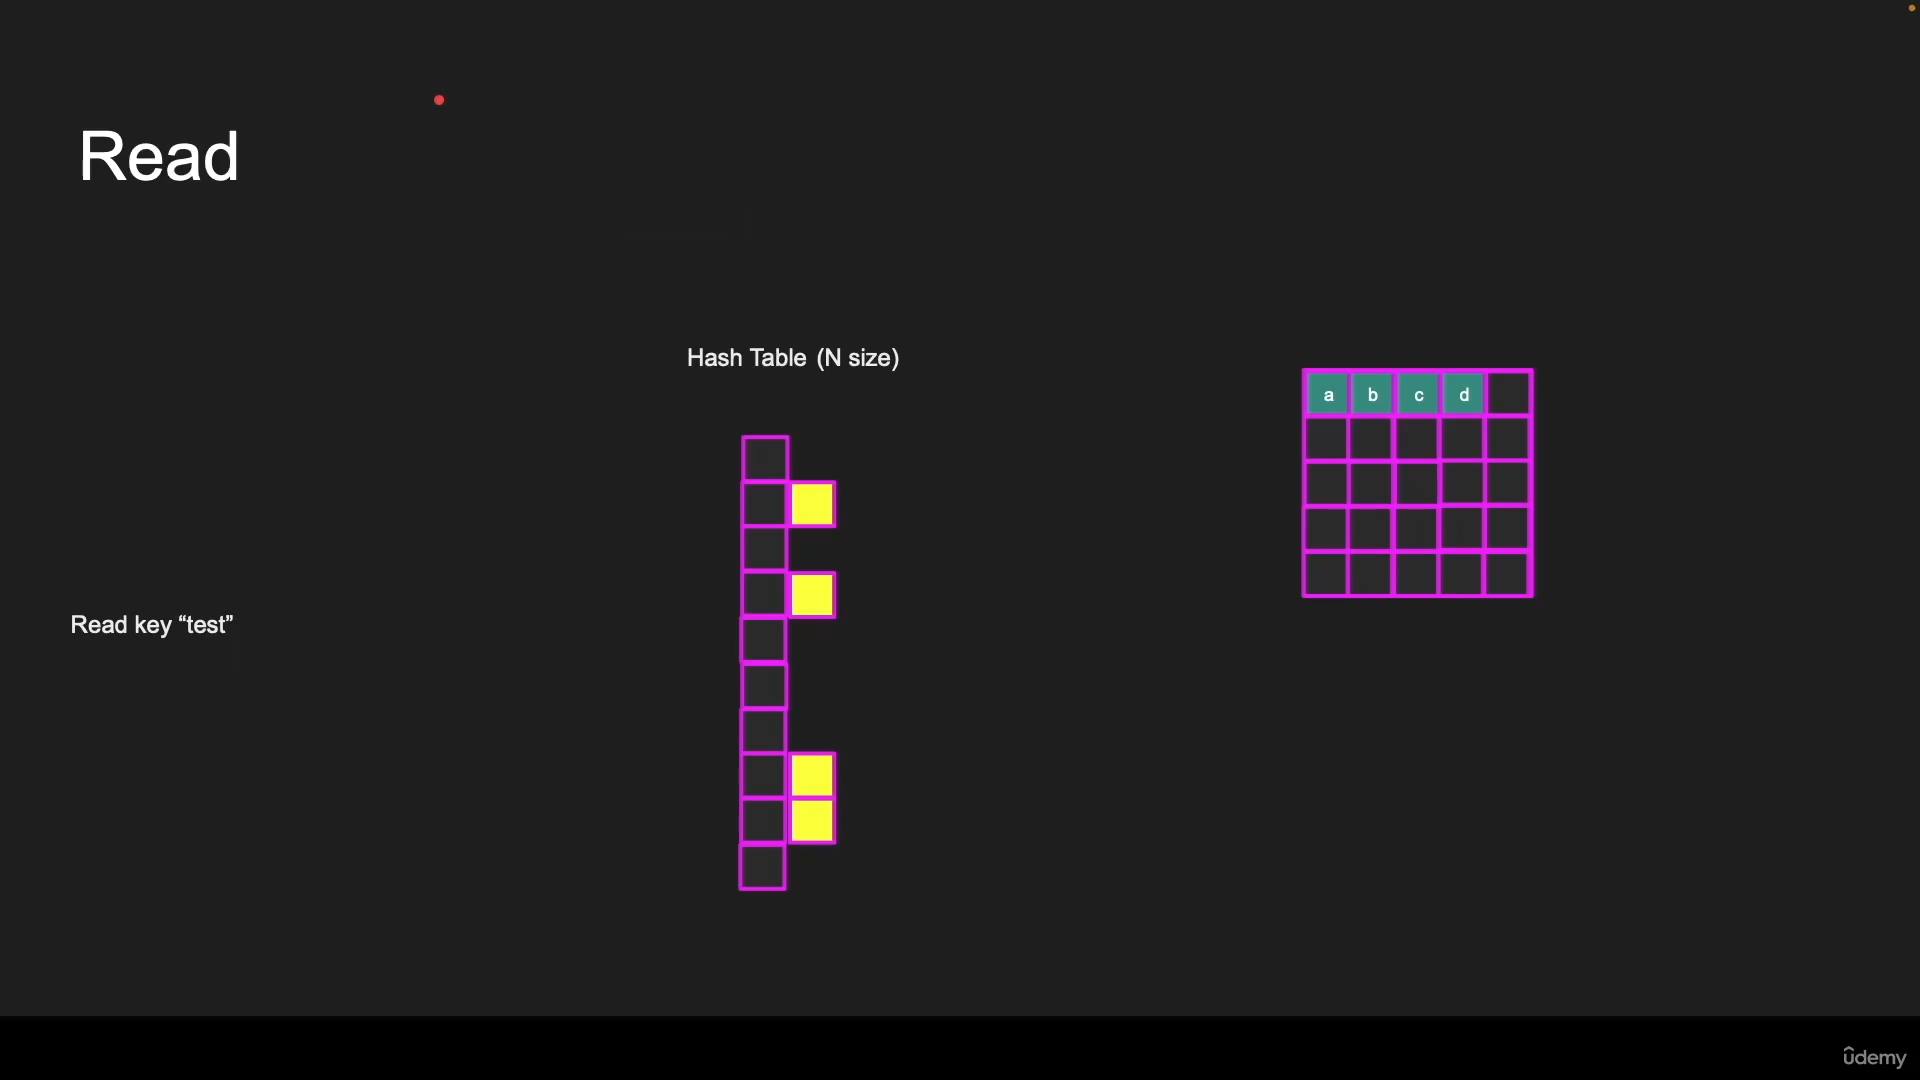 Read
Hash Table (N size)
a b c d
Read key “test”
ûdemy